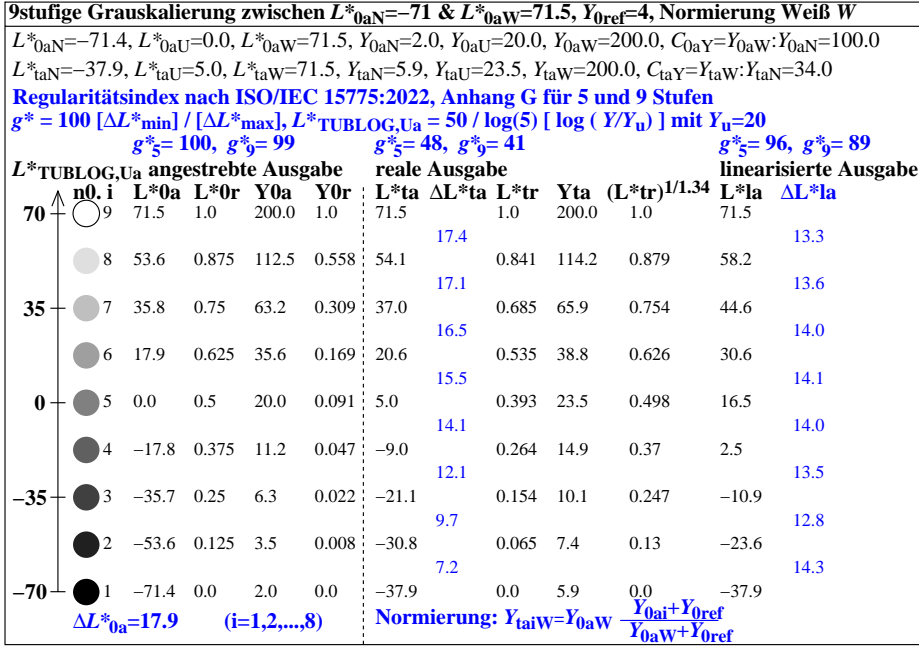 9stufige Grauskalierung zwischen L*0aN=−71 & L*0aW=71.5, Y0ref=4, Normierung Weiß W
L*0aN=−71.4, L*0aU=0.0, L*0aW=71.5, Y0aN=2.0, Y0aU=20.0, Y0aW=200.0, C0aY=Y0aW:Y0aN=100.0
L*taN=−37.9, L*taU=5.0, L*taW=71.5, YtaN=5.9, YtaU=23.5, YtaW=200.0, CtaY=YtaW:YtaN=34.0
Regularitätsindex nach ISO/IEC 15775:2022, Anhang G für 5 und 9 Stufen
g* = 100 [ΔL*min] / [ΔL*max], L*TUBLOG,Ua = 50 / log(5) [ log ( Y/Yu) ] mit Yu=20
g*5= 100, g*9= 99 g*5= 48, g*9= 41 g*5= 96, g*9= 89
L*TUBLOG,Ua angestrebte Ausgabe reale Ausgabe linearisierte Ausgabe
n0. i L*0a L*0r Y0a Y0r L*ta ΔL*ta L*tr Yta (L*tr)1/1.34 L*la ΔL*la
70 9 71.5 1.0 200.0 1.0 71.5 1.0 200.0 1.0 71.5
17.4 13.3
8 53.6 0.875 112.5 0.558 54.1 0.841 114.2 0.879 58.2
17.1 13.6
35 7 35.8 0.75 63.2 0.309 37.0 0.685 65.9 0.754 44.6
16.5 14.0
6 17.9 0.625 35.6 0.169 20.6 0.535 38.8 0.626 30.6
15.5 14.1
0 5 0.0 0.5 20.0 0.091 5.0 0.393 23.5 0.498 16.5
14.1 14.0
4 −17.8 0.375 11.2 0.047 −9.0 0.264 14.9 0.37 2.5
12.1 13.5
−35 3 −35.7 0.25 6.3 0.022 −21.1 0.154 10.1 0.247 −10.9
9.7 12.8
2 −53.6 0.125 3.5 0.008 −30.8 0.065 7.4 0.13 −23.6
7.2 14.3
−70 1 −71.4 0.0 2.0 0.0 −37.9 0.0 5.9 0.0 −37.9
ΔL*0a=17.9 (i=1,2,...,8) Normierung: YtaiW=Y0aW Y0ai+Y0ref
Y0aW+Y0ref